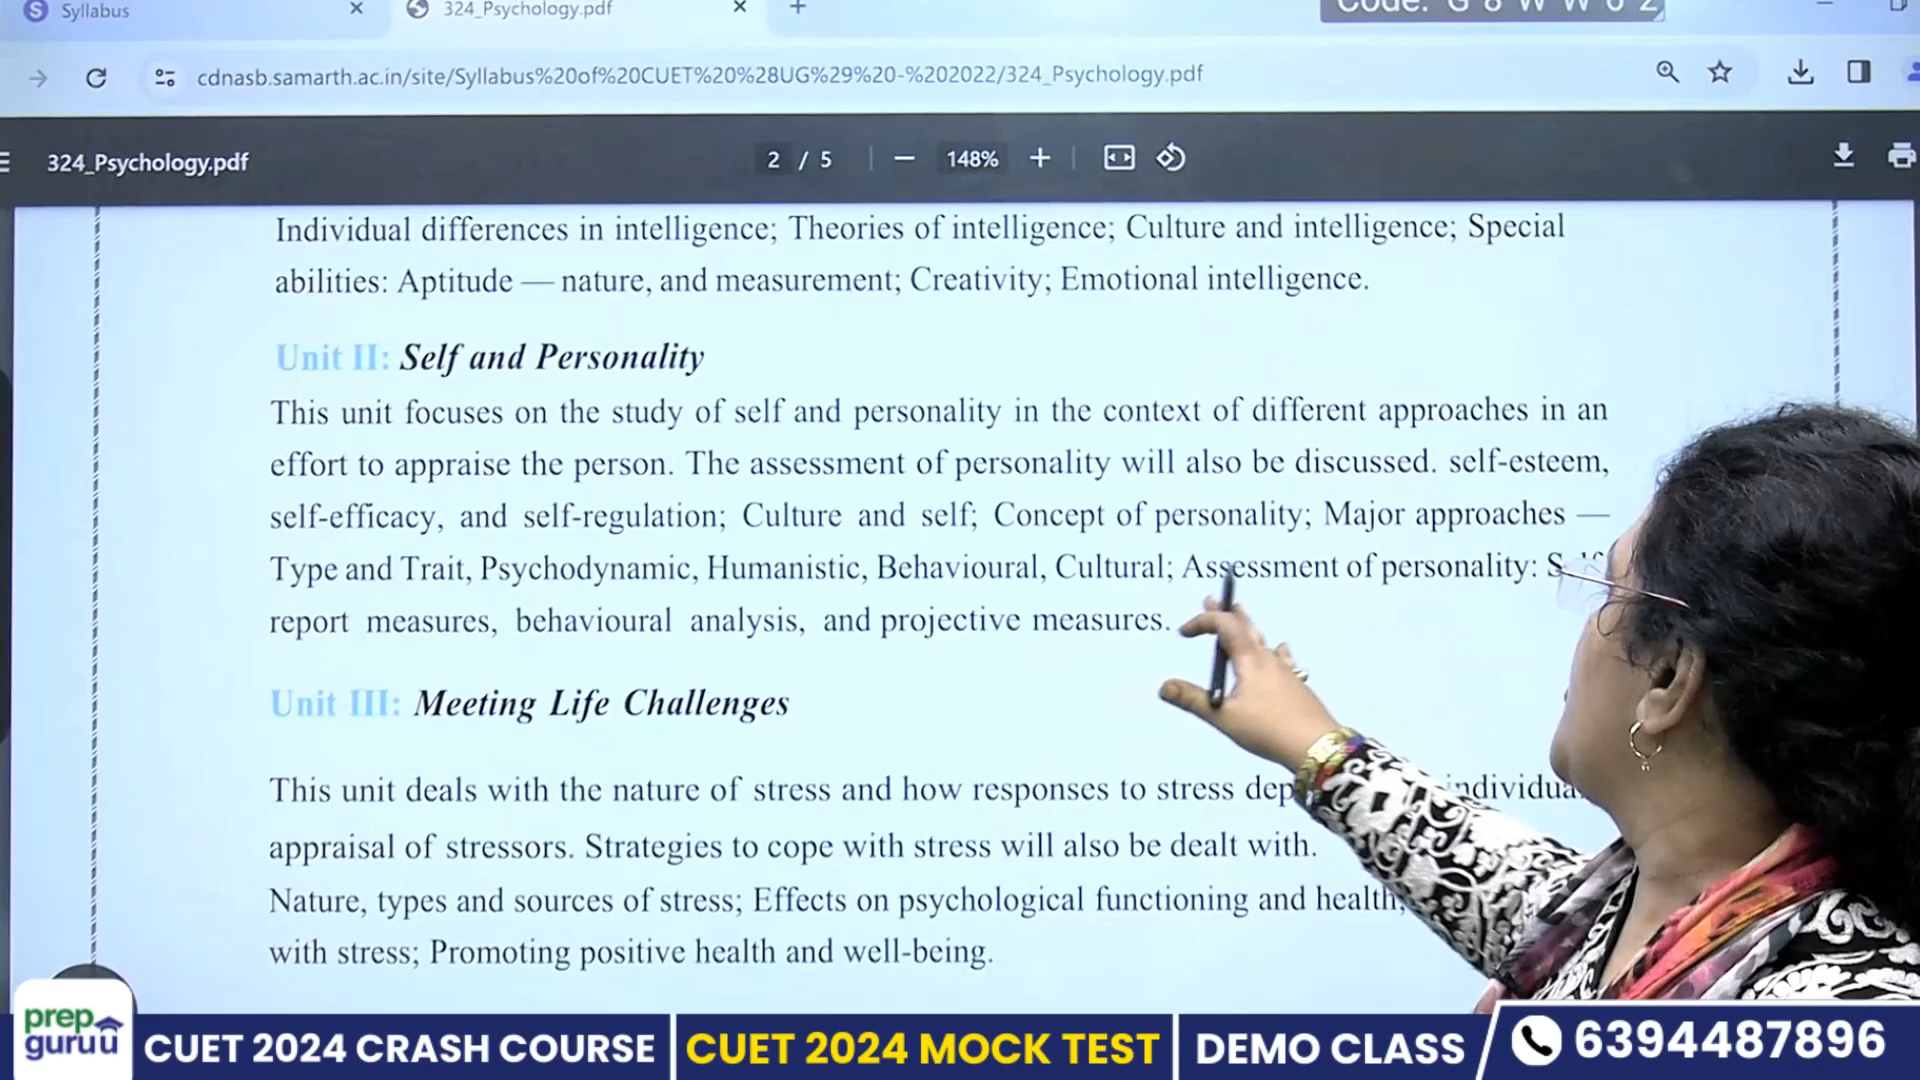 Syllabus
324_Psychology.pdf
Code: G 8 W W 6 2
cdnasb.samarth.ac.in/site/Syllabus%20of%20CUET%20%28UG%29%20-%202022/324_Psychology.pdf
324_Psychology.pdf
2 / 5
148%
Individual differences in intelligence; Theories of intelligence; Culture and intelligence; Special
abilities: Aptitude — nature, and measurement; Creativity; Emotional intelligence.
Unit II: Self and Personality
This unit focuses on the study of self and personality in the context of different approaches in an
effort to appraise the person. The assessment of personality will also be discussed. self-esteem,
self-efficacy, and self-regulation; Culture and self; Concept of personality; Major approaches —
Type and Trait, Psychodynamic, Humanistic, Behavioural, Cultural; Assessment of personality:
report measures, behavioural analysis, and projective measures.
Unit III: Meeting Life Challenges
This unit deals with the nature of stress and how responses to stress
appraisal of stressors. Strategies to cope with stress will also be dealt with.
Nature, types and sources of stress; Effects on psychological functioning and health;
with stress; Promoting positive health and well-being.
prep
guruu
CUET 2024 CRASH COURSE
CUET 2024 MOCK TEST
DEMO CLASS
6394487896